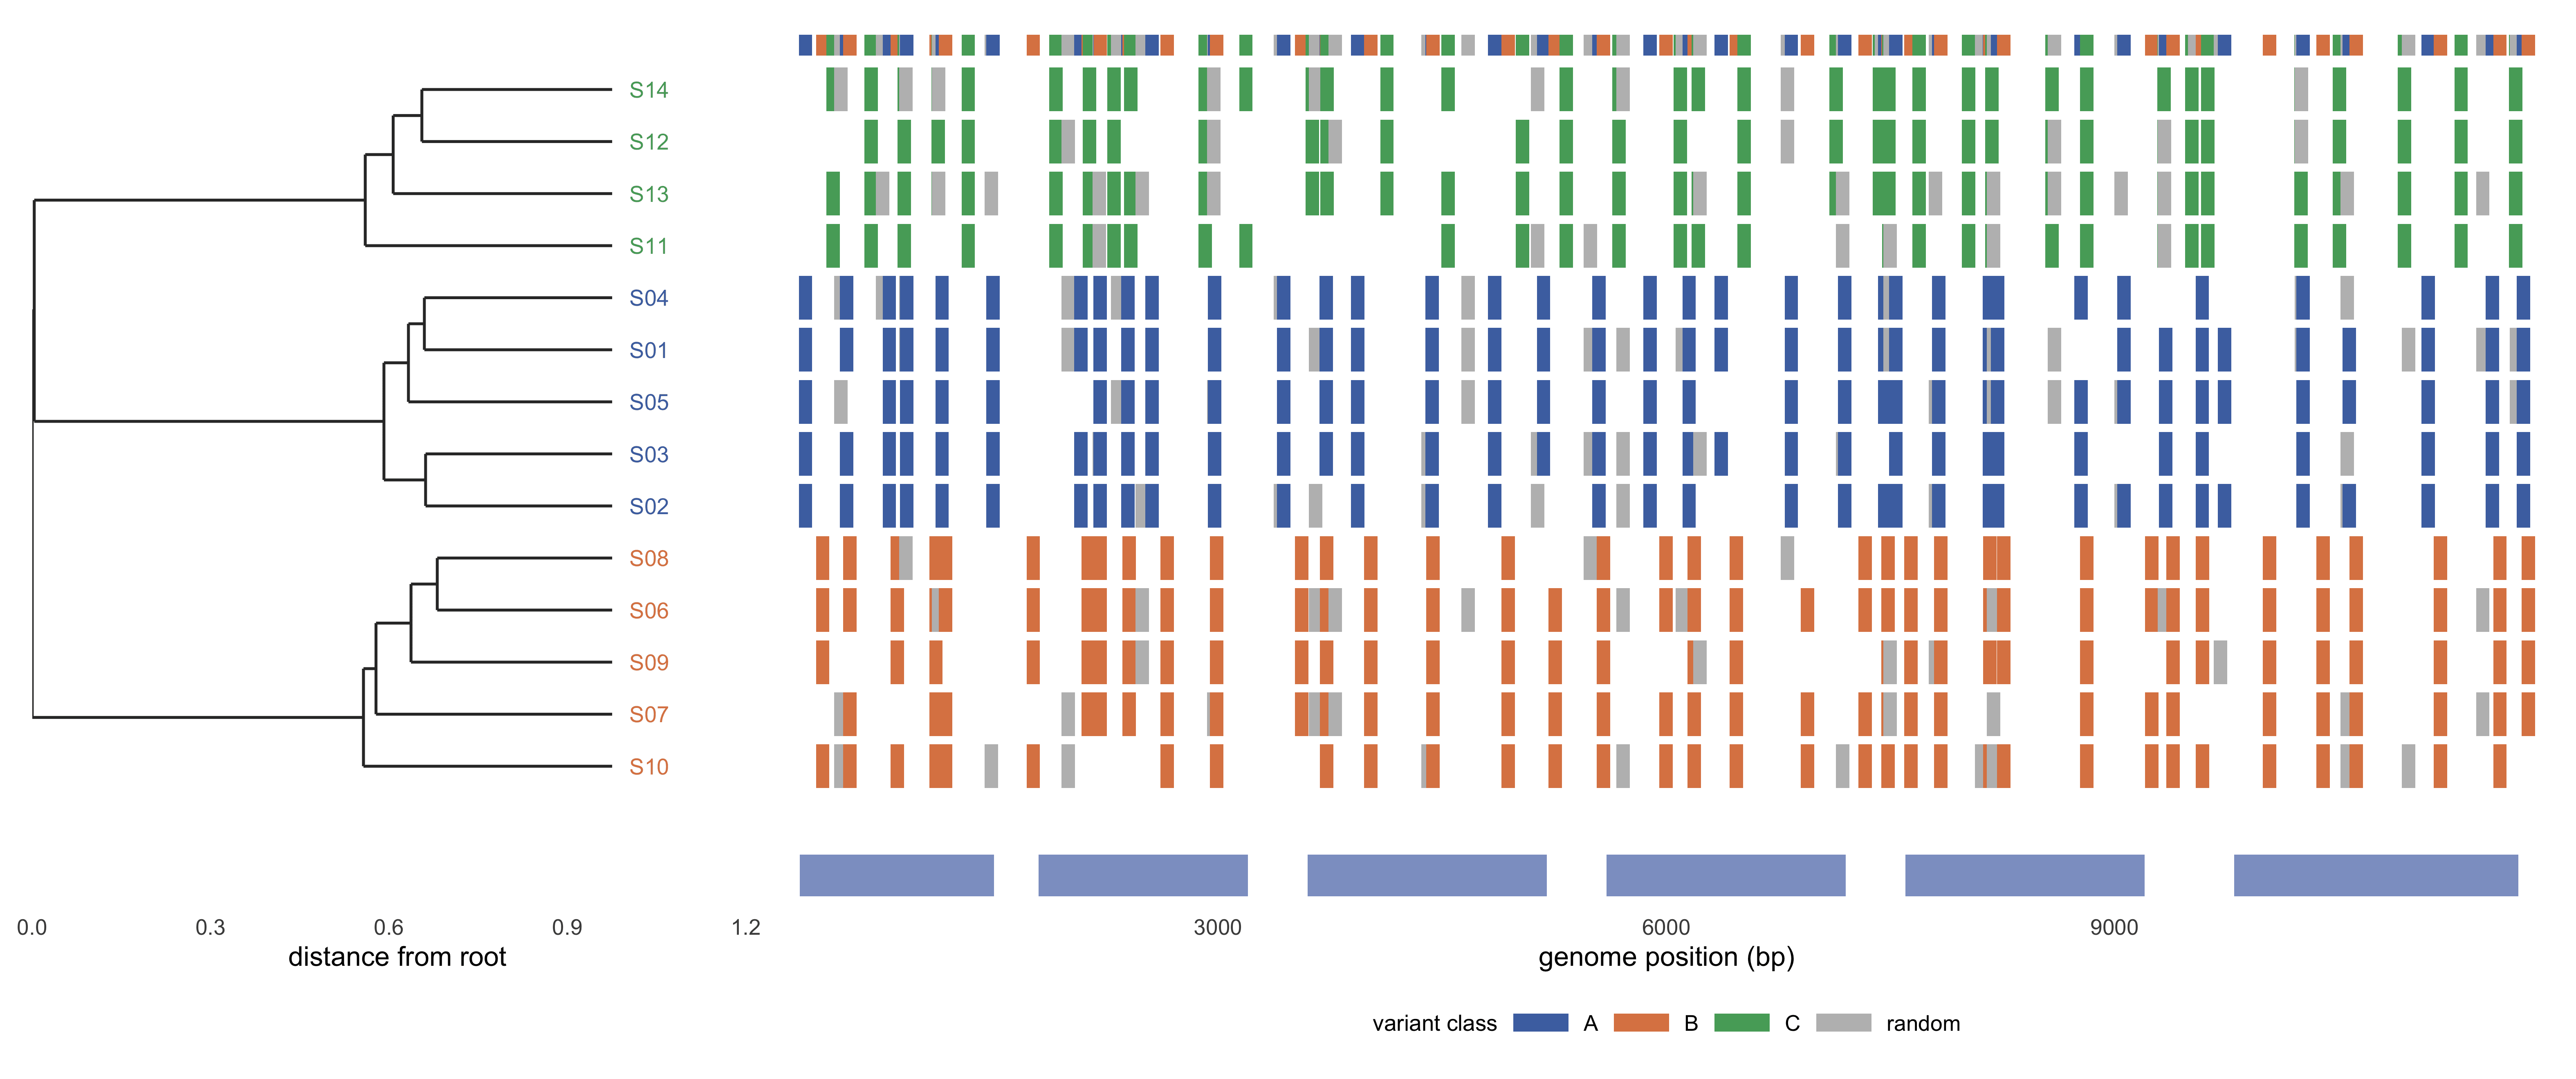 S14
S12
S13
S11
S04
S01
S05
S03
S02
S08
S06
S09
S07
S10
0.0 0.3 0.6 0.9 1.2 3000 6000 9000
distance from root genome position (bp)
variant class A B C random